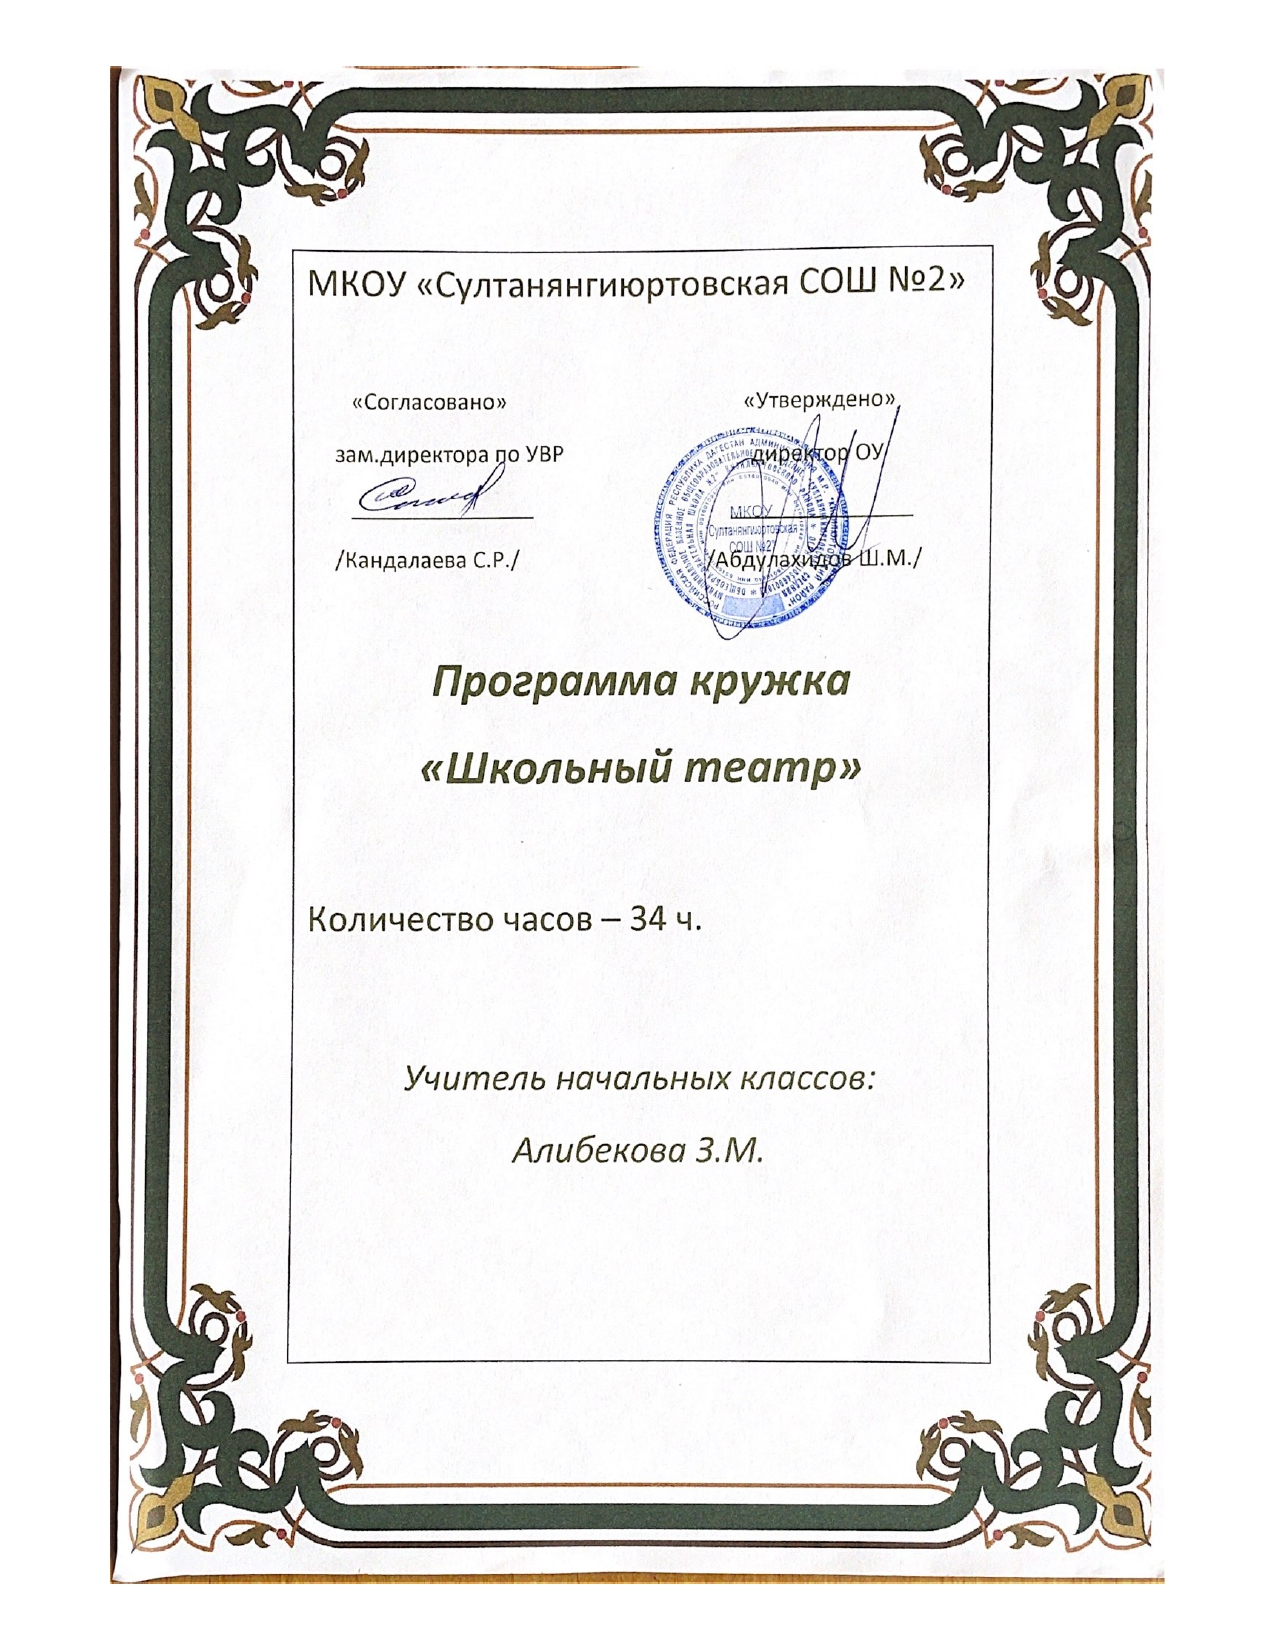 МКОУ «Султанянгиюртовская СОШ №2»
«Согласовано» «Утверждено»
зам.директора по УВР директор ОУ
/Кандалаева С.Р./ /Абдулахидов Ш.М./
МКОУ
"Султанянгиюртовская
СОШ №2"
Программа кружка
«Школьный театр»
Количество часов – 34 ч.
Учитель начальных классов:
Алибекова З.М.